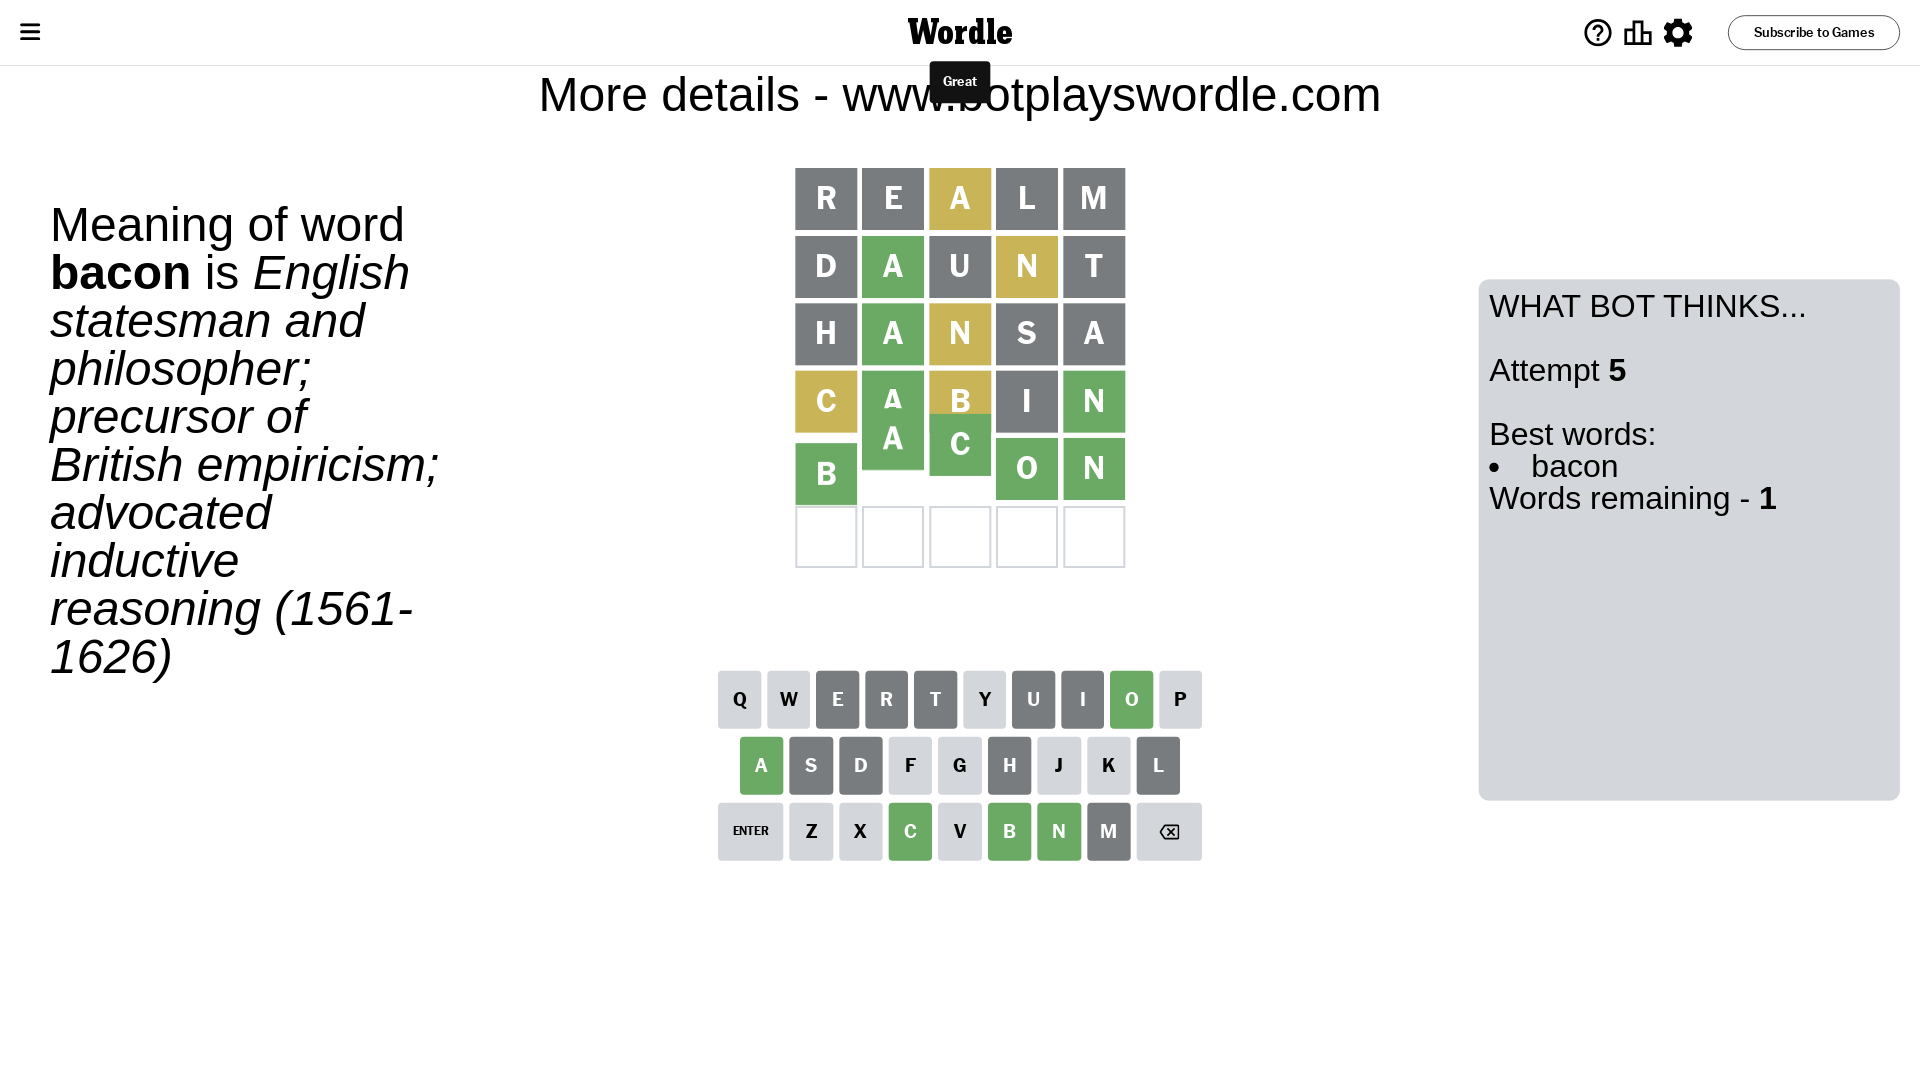 Wordle
Subscribe to Games
Great
More details - www.botplayswordle.com
Meaning of word
bacon is English
statesman and
philosopher;
precursor of
British empiricism;
advocated
inductive
reasoning (1561-
1626)
R E A L M
D A U N T
H A N S A
C A B I N
B A C O N
WHAT BOT THINKS...
Attempt 5
Best words:
• bacon
Words remaining - 1
Q W E R T Y U I O P
A S D F G H J K L
ENTER Z X C V B N M